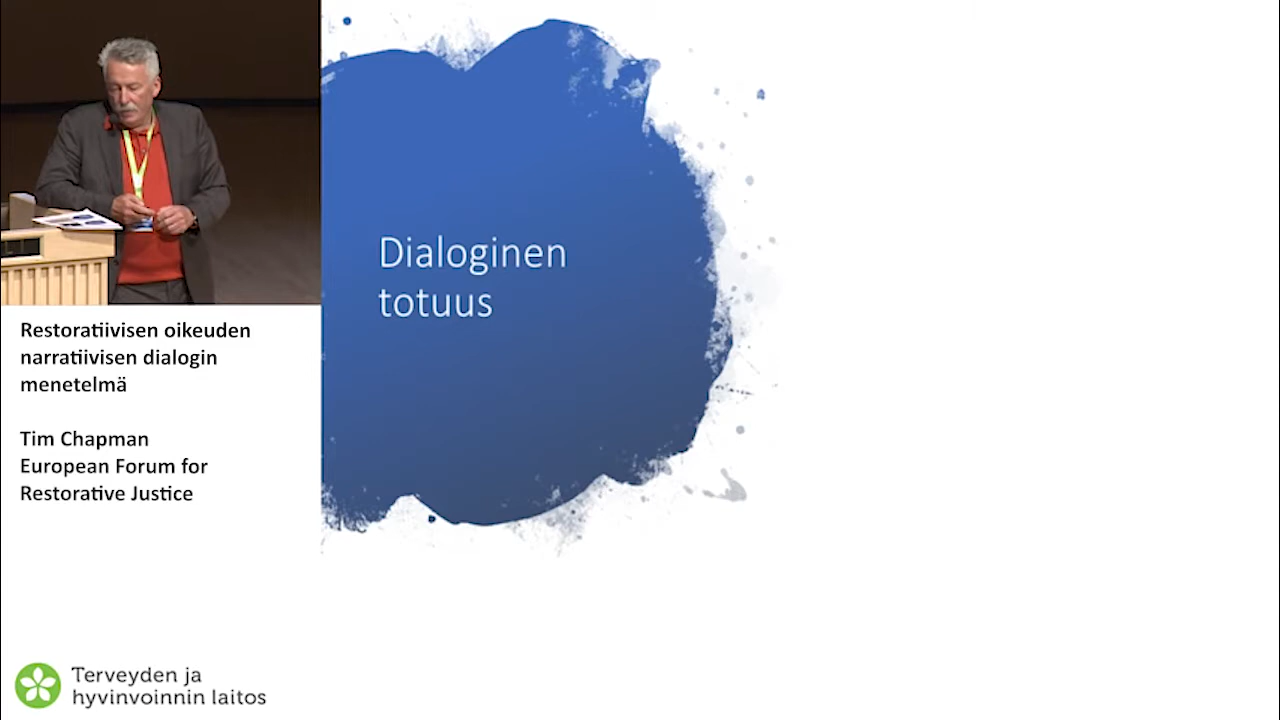 Dialoginen
totuus
Restoratiivisen oikeuden
narratiivisen dialogin
menetelmä
Tim Chapman
European Forum for
Restorative Justice
Terveyden ja
hyvinvoinnin laitos